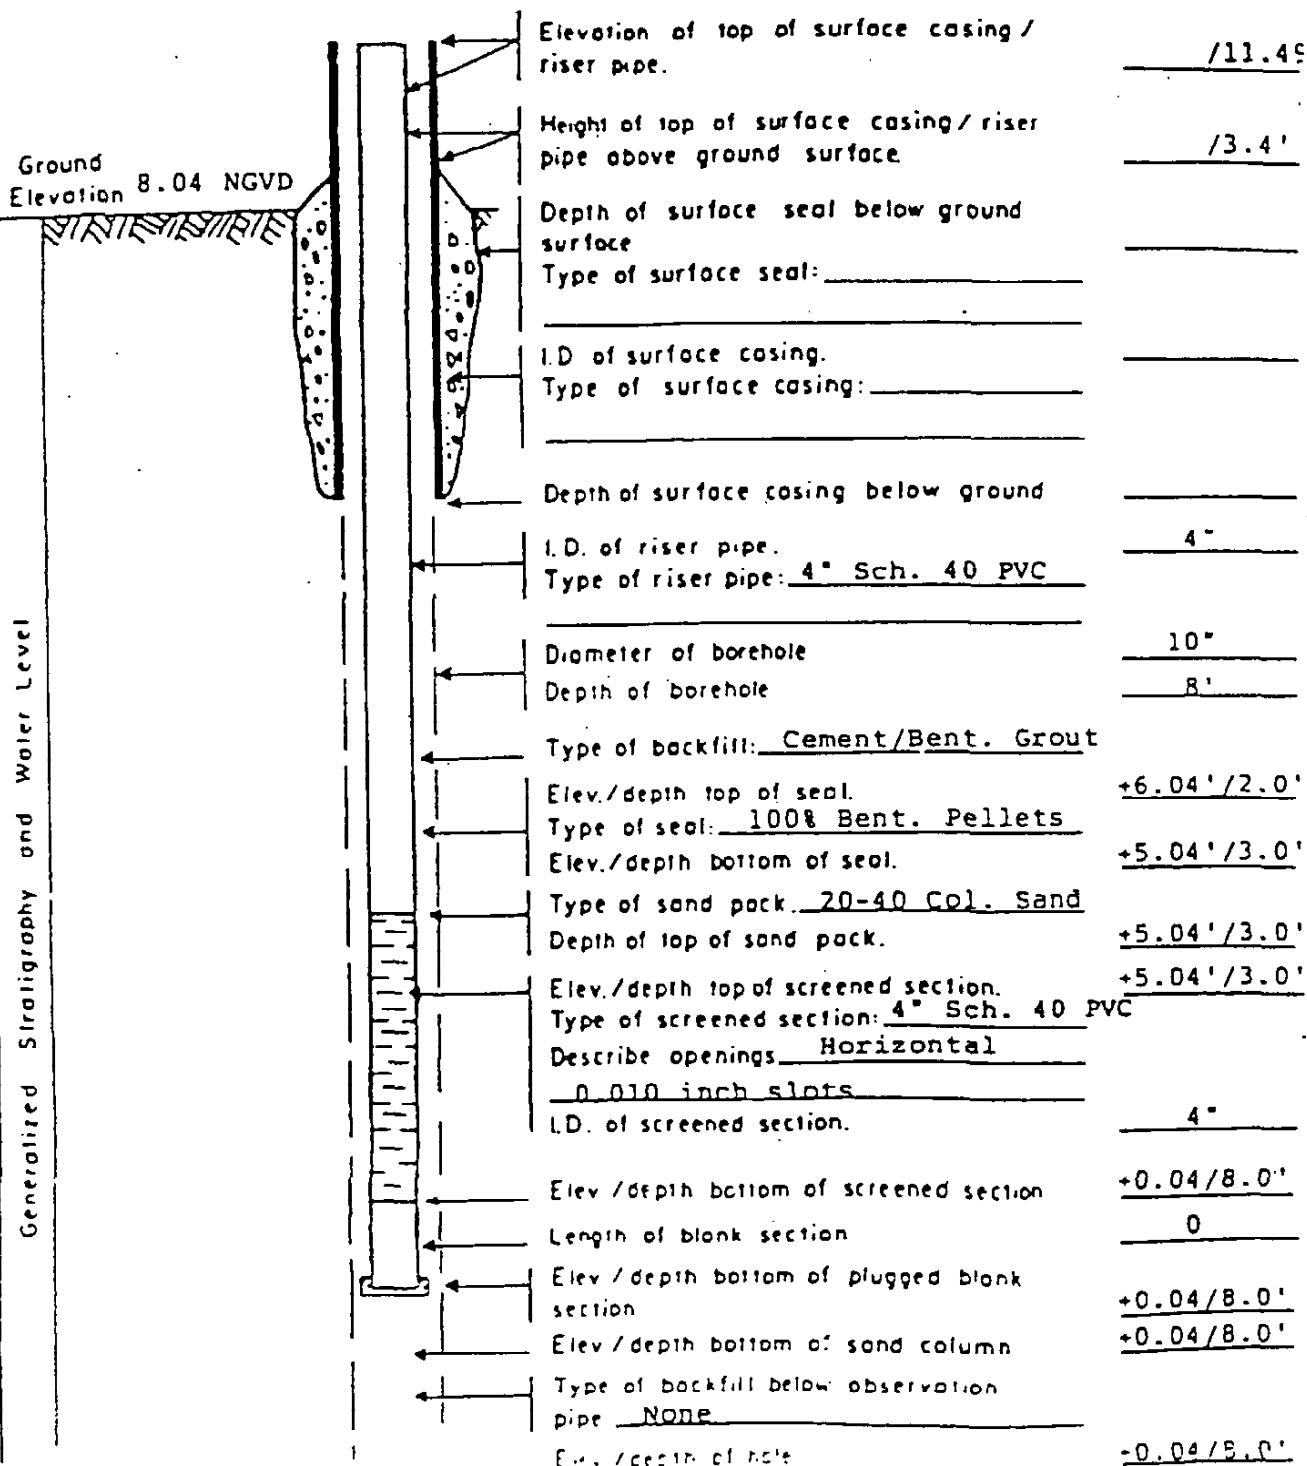 Elevation of top of surface casing /
riser pipe. /11.49
Height of top of surface casing / riser
pipe above ground surface. /3.4'
Ground
Elevation 8.04 NGVD
Depth of surface seal below ground
surface
Type of surface seal:
I.D of surface casing.
Type of surface casing:
Depth of surface casing below ground
I.D. of riser pipe. 4"
Type of riser pipe: 4" Sch. 40 PVC
Diameter of borehole 10"
Depth of borehole 8'
Type of backfill: Cement/Bent. Grout
Elev./depth top of seal. +6.04'/2.0'
Type of seal: 100% Bent. Pellets
Elev./depth bottom of seal. +5.04'/3.0'
Type of sand pack. 20-40 Col. Sand
Depth of top of sand pack. +5.04'/3.0'
Elev./depth top of screened section. +5.04'/3.0'
Type of screened section: 4" Sch. 40 PVC
Describe openings Horizontal
0.010 inch slots
I.D. of screened section. 4"
Elev /depth bottom of screened section +0.04/8.0'
Length of blank section 0
Elev /depth bottom of plugged blank
section +0.04/8.0'
Elev /depth bottom of sand column +0.04/8.0'
Type of backfill below observation
pipe None
/depth of hole
Generalized Stratigraphy and Water Level